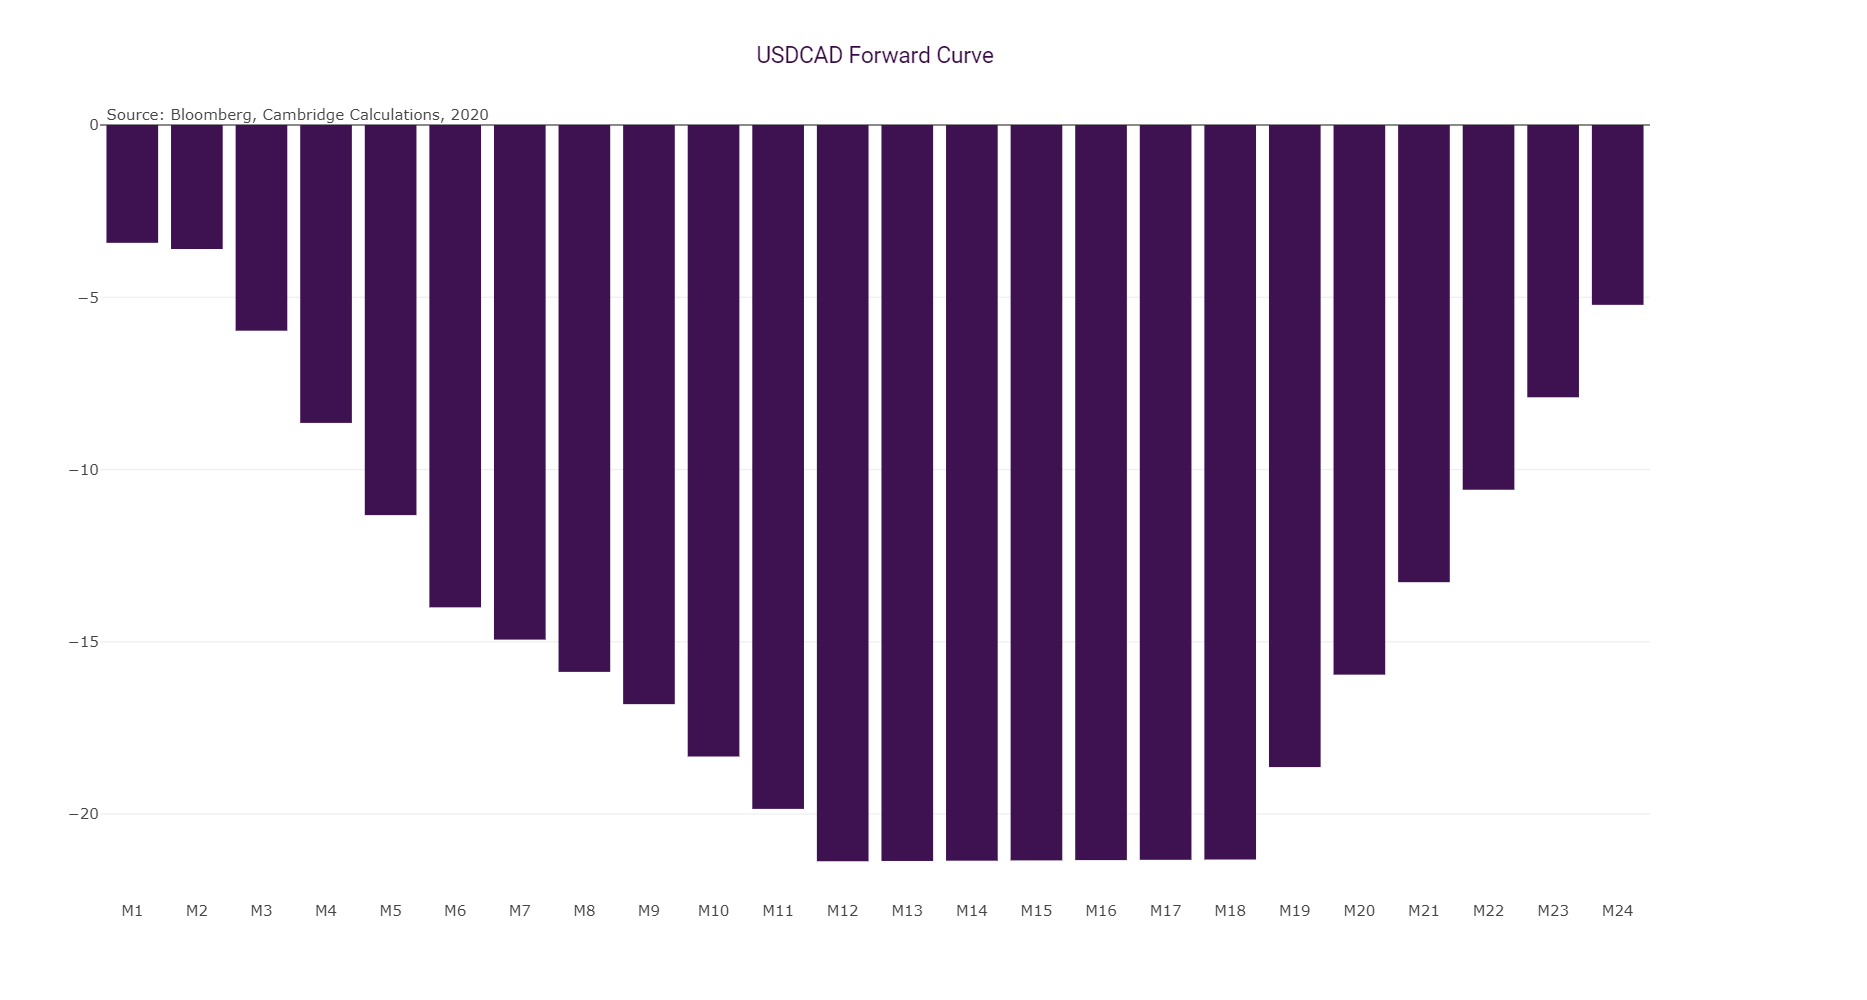 USDCAD Forward Curve
Source: Bloomberg, Cambridge Calculations, 2020
0
−5
−10
−15
−20
M1 M2 M3 M4 M5 M6 M7 M8 M9 M10 M11 M12 M13 M14 M15 M16 M17 M18 M19 M20 M21 M22 M23 M24